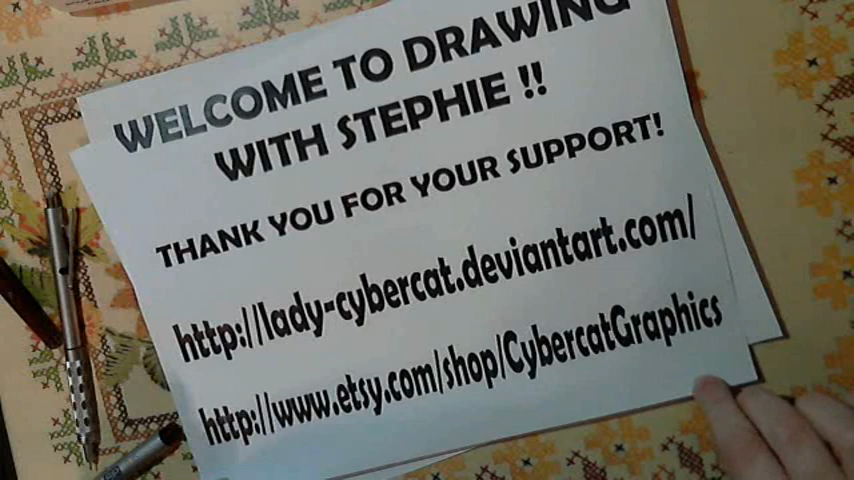 WELCOME TO DRAWING
WITH STEPHIE !!
THANK YOU FOR YOUR SUPPORT!
http://lady-cybercat.deviantart.com/
http://www.etsy.com/shop/CybercatGraphics